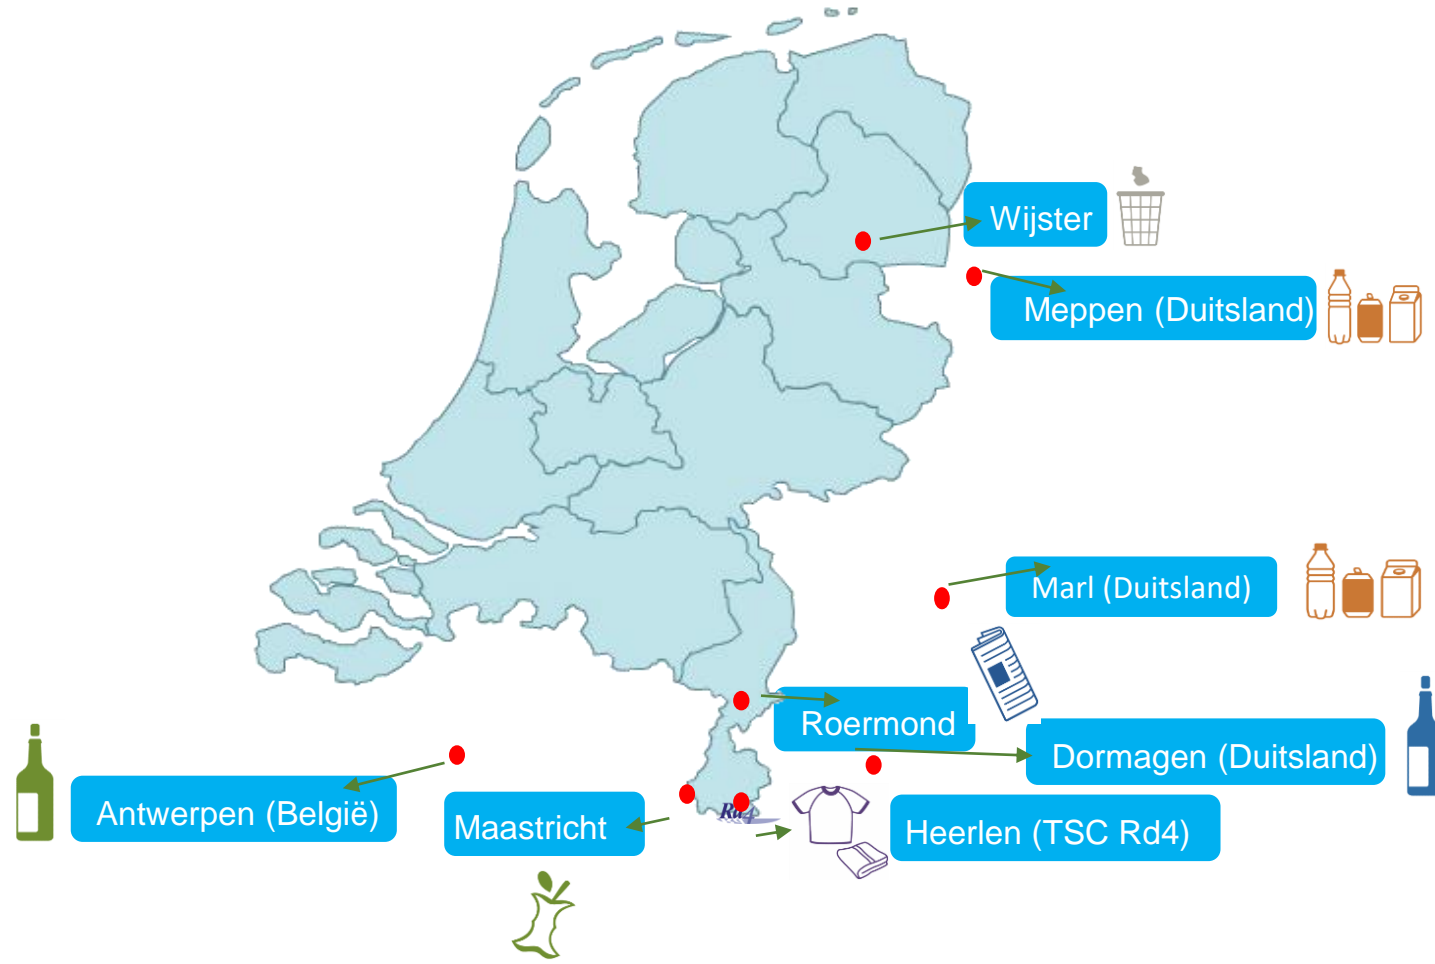 Wijster
Meppen (Duitsland)
Marl (Duitsland)
Roermond
Dormagen (Duitsland)
Antwerpen (België)
Maastricht
Rd4
Heerlen (TSC Rd4)